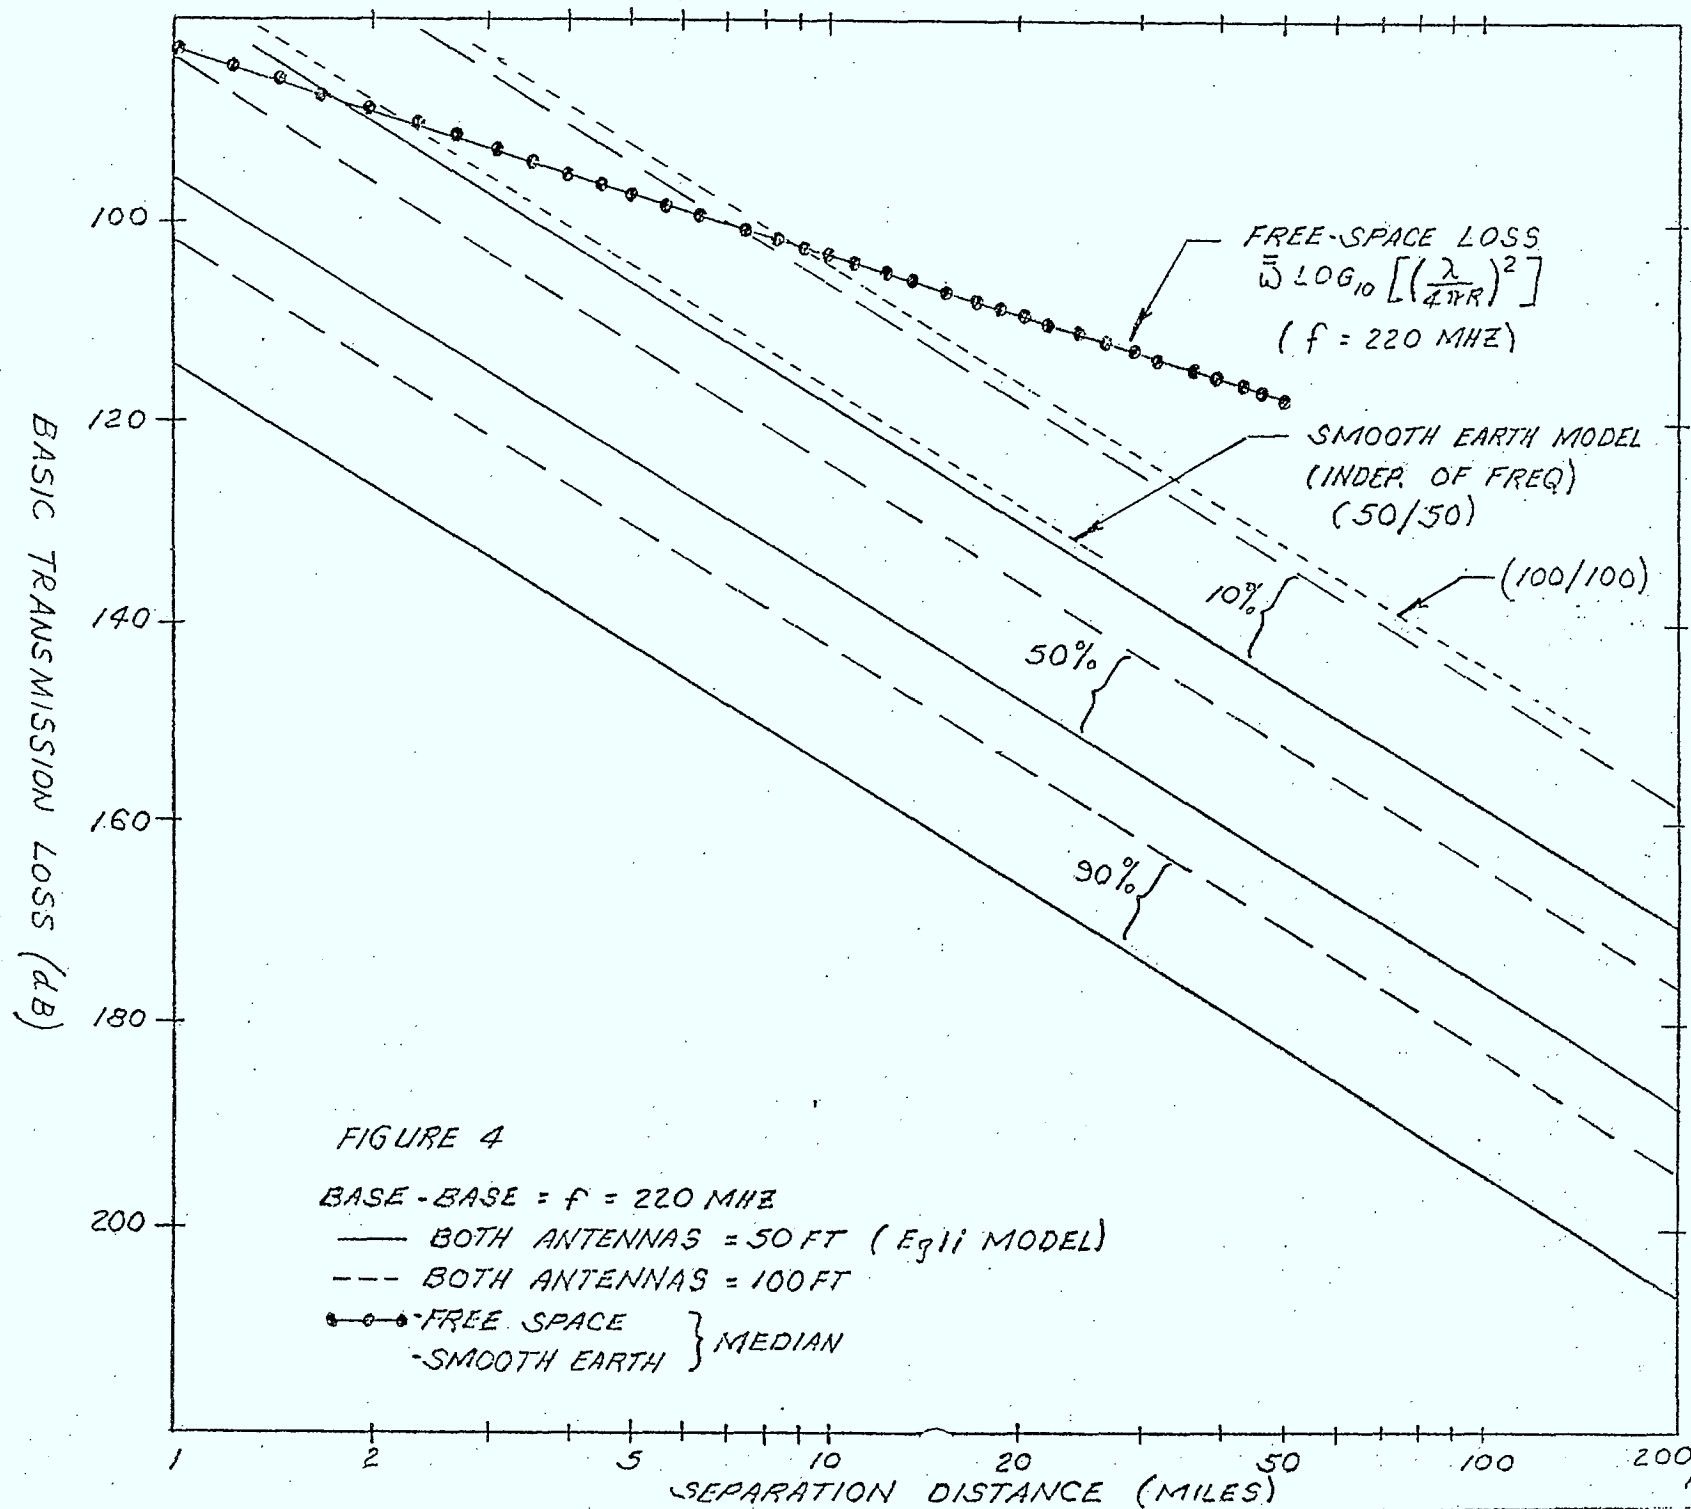 100
120
140
160
180
200
BASIC TRANSMISSION LOSS (dB)
FREE-SPACE LOSS
ω̿ LOG₁₀ [(λ/4πR)²]
(f = 220 MHZ)
SMOOTH EARTH MODEL
(INDEP. OF FREQ)
(50/50)
(100/100)
10%
50%
90%
FIGURE 4
BASE-BASE = f = 220 MHZ
BOTH ANTENNAS = 50 FT (Egli MODEL)
BOTH ANTENNAS = 100 FT
-FREE SPACE
-SMOOTH EARTH } MEDIAN
1 2 5 10 20 50 100 200
SEPARATION DISTANCE (MILES)